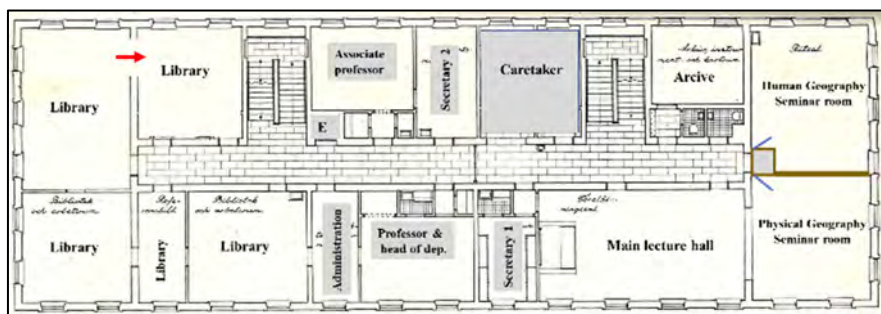 Library
Library
Associate
professor
Secretary 2
Caretaker
Arcive
Human Geography
Seminar room
E
Library
Library
Library
Administration
Professor &
head of dep.
Secretary 1
Main lecture hall
Physical Geography
Seminar room